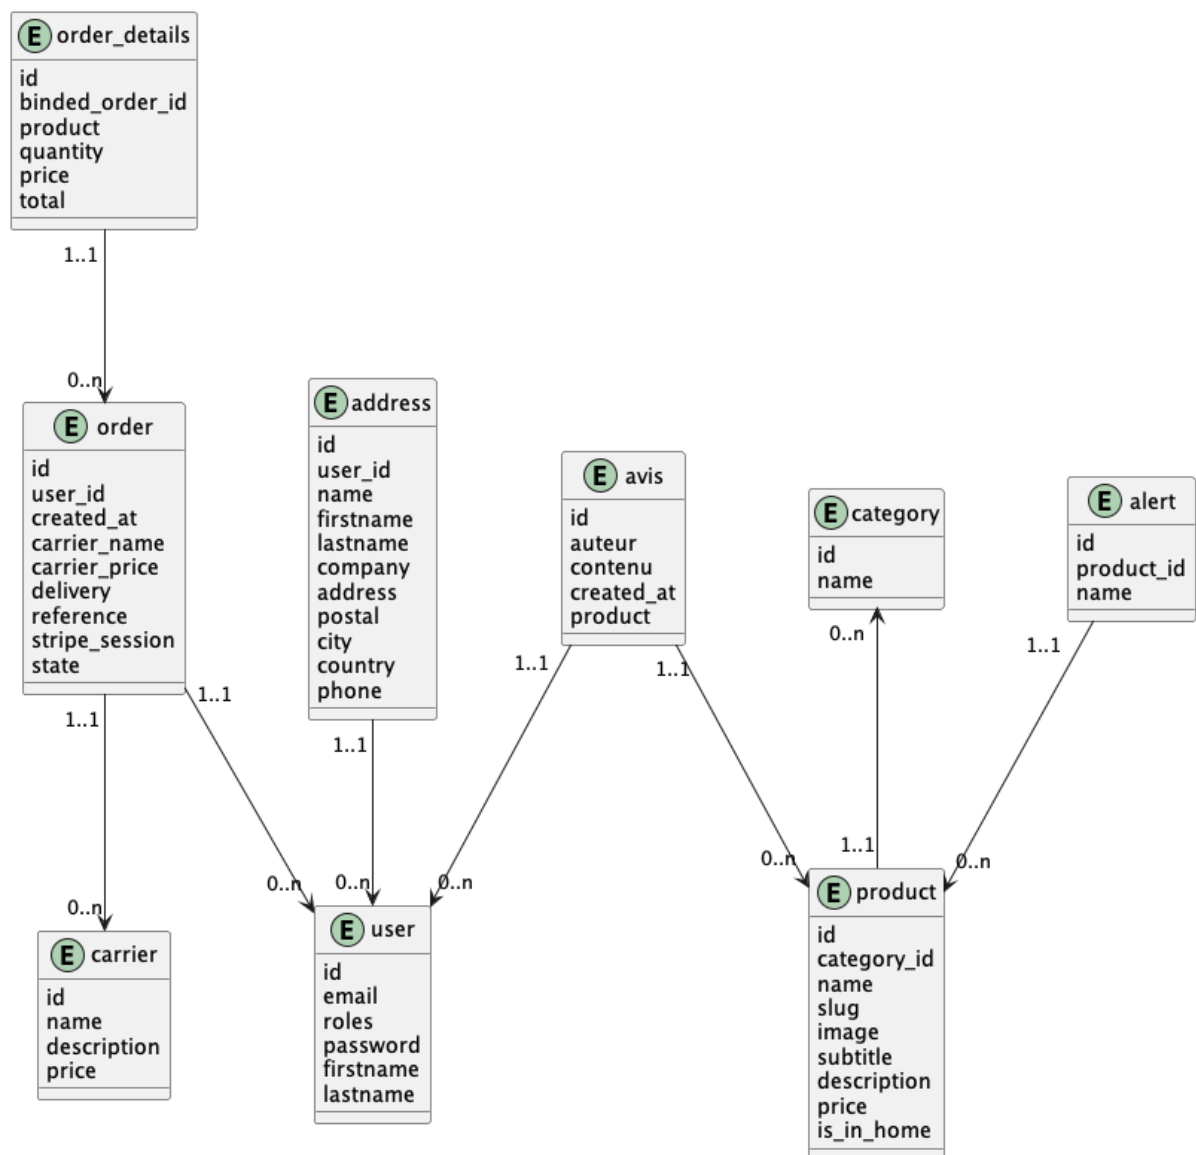 E order_details
id
binded_order_id
product
quantity
price
total
1..1
0..n
E order
id
user_id
created_at
carrier_name
carrier_price
delivery
reference
stripe_session
state
1..1
1..1
E address
id
user_id
name
firstname
lastname
company
address
postal
city
country
phone
1..1
E avis
id
auteur
contenu
created_at
product
1..1
1..1
E category
id
name
0..n
E alert
id
product_id
name
1..1
0..n
0..n
0..n
0..n
0..n
1..1
0..n
E carrier
id
name
description
price
E user
id
email
roles
password
firstname
lastname
E product
id
category_id
name
slug
image
subtitle
description
price
is_in_home